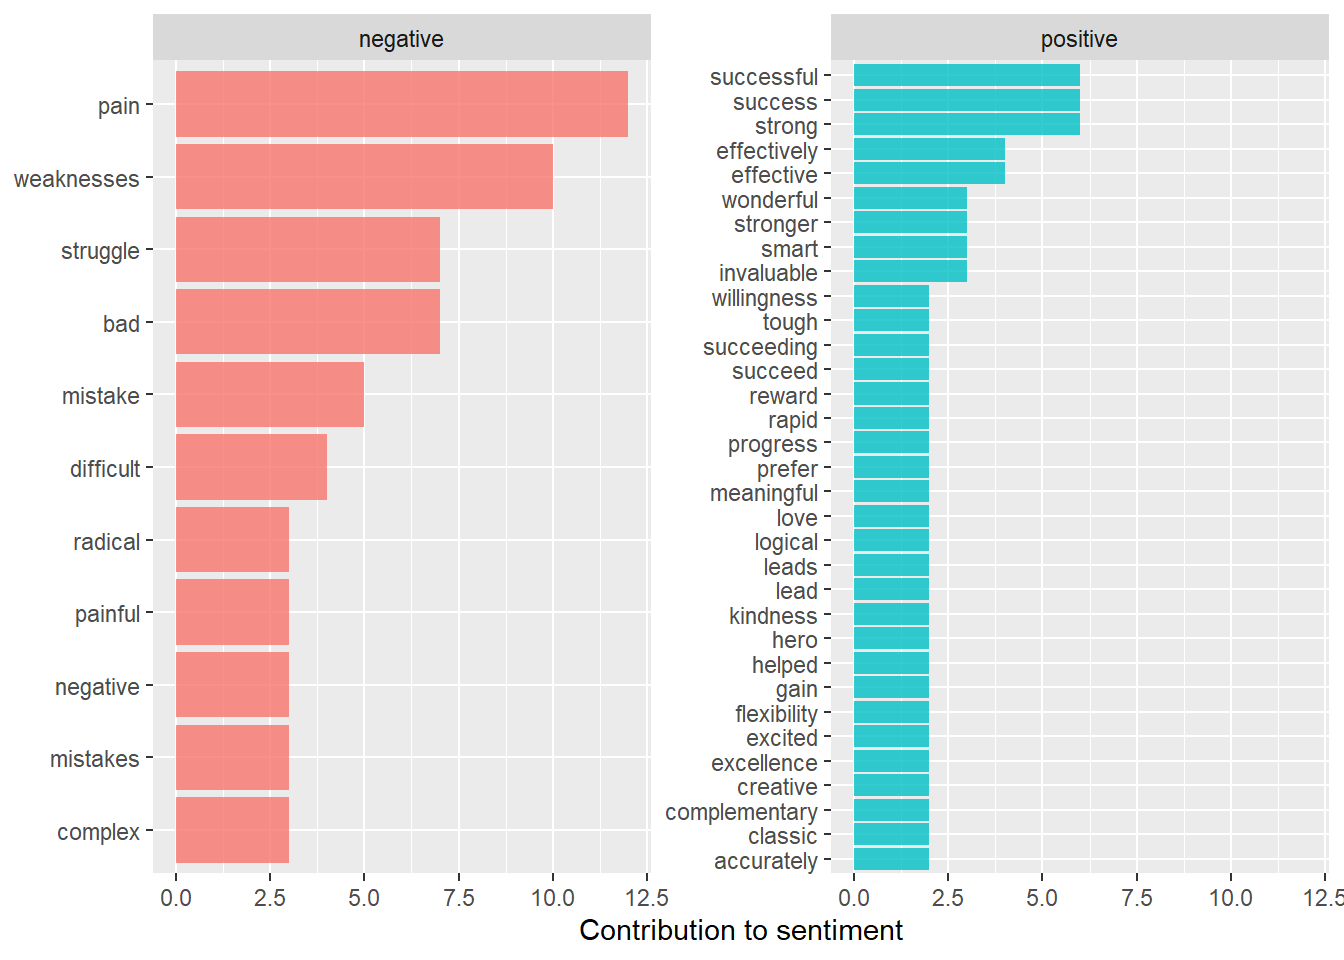 negative
pain
weaknesses
struggle
bad
mistake
difficult
radical
painful
negative
mistakes
complex
0.0 2.5 5.0 7.5 10.0 12.5
positive
successful
success
strong
effectively
effective
wonderful
stronger
smart
invaluable
willingness
tough
succeeding
succeed
reward
rapid
progress
prefer
meaningful
love
logical
leads
lead
kindness
hero
helped
gain
flexibility
excited
excellence
creative
complementary
classic
accurately
0.0 2.5 5.0 7.5 10.0 12.5
Contribution to sentiment